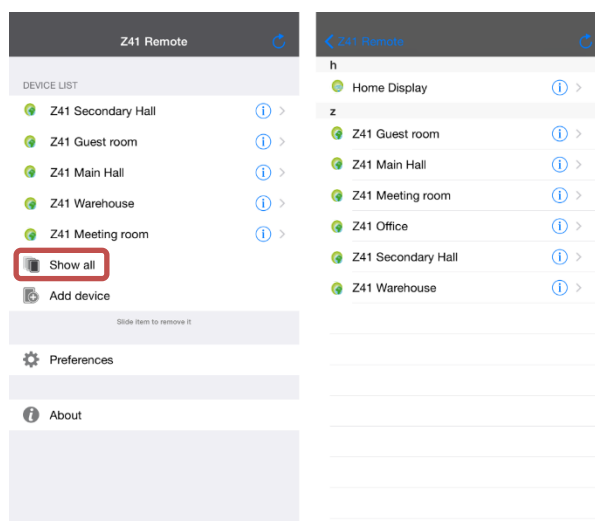 Z41 Remote
DEVICE LIST
Z41 Secondary Hall
Z41 Guest room
Z41 Main Hall
Z41 Warehouse
Z41 Meeting room
Show all
Add device
Slide item to remove it
Preferences
About
Z41 Remote
h
Home Display
z
Z41 Guest room
Z41 Main Hall
Z41 Meeting room
Z41 Office
Z41 Secondary Hall
Z41 Warehouse